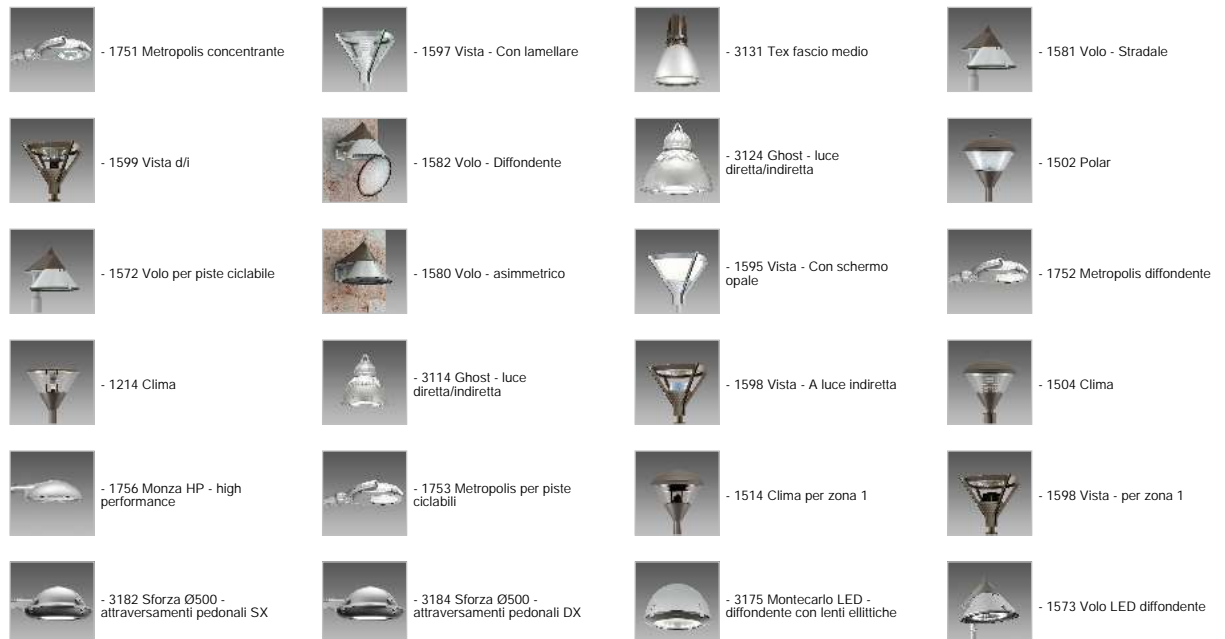 - 1751 Metropolis concentrante
- 1597 Vista - Con lamellare
- 3131 Tex fascio medio
- 1581 Volo - Stradale
- 1599 Vista d/i
- 1582 Volo - Diffondente
- 3124 Ghost - luce
diretta/indiretta
- 1502 Polar
- 1572 Volo per piste ciclabile
- 1580 Volo - asimmetrico
- 1595 Vista - Con schermo
opale
- 1752 Metropolis diffondente
- 1214 Clima
- 3114 Ghost - luce
diretta/indiretta
- 1598 Vista - A luce indiretta
- 1504 Clima
- 1756 Monza HP - high
performance
- 1753 Metropolis per piste
ciclabili
- 1514 Clima per zona 1
- 1598 Vista - per zona 1
- 3182 Sforza Ø500 -
attraversamenti pedonali SX
- 3184 Sforza Ø500 -
attraversamenti pedonali DX
- 3175 Montecarlo LED -
diffondente con lenti ellittiche
- 1573 Volo LED diffondente